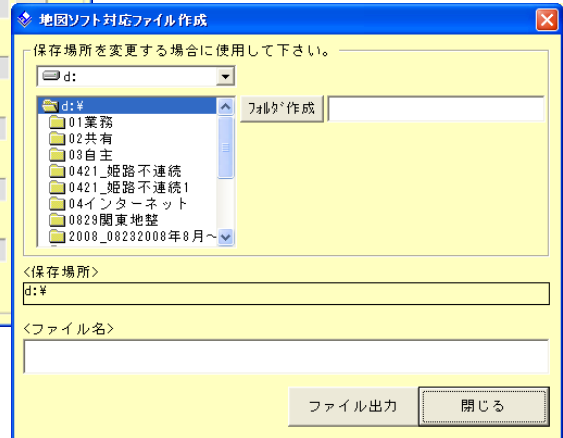 地図ソフト対応ファイル作成
保存場所を変更する場合に使用して下さい。
d:
d:¥
01業務
02共有
03自主
0421_姫路不連続
0421_姫路不連続1
04インターネット
0829関東地整
2008_08232008年8月～
ﾌｫﾙﾀﾞ作成
<保存場所>
d:¥
<ファイル名>
ファイル出力
閉じる